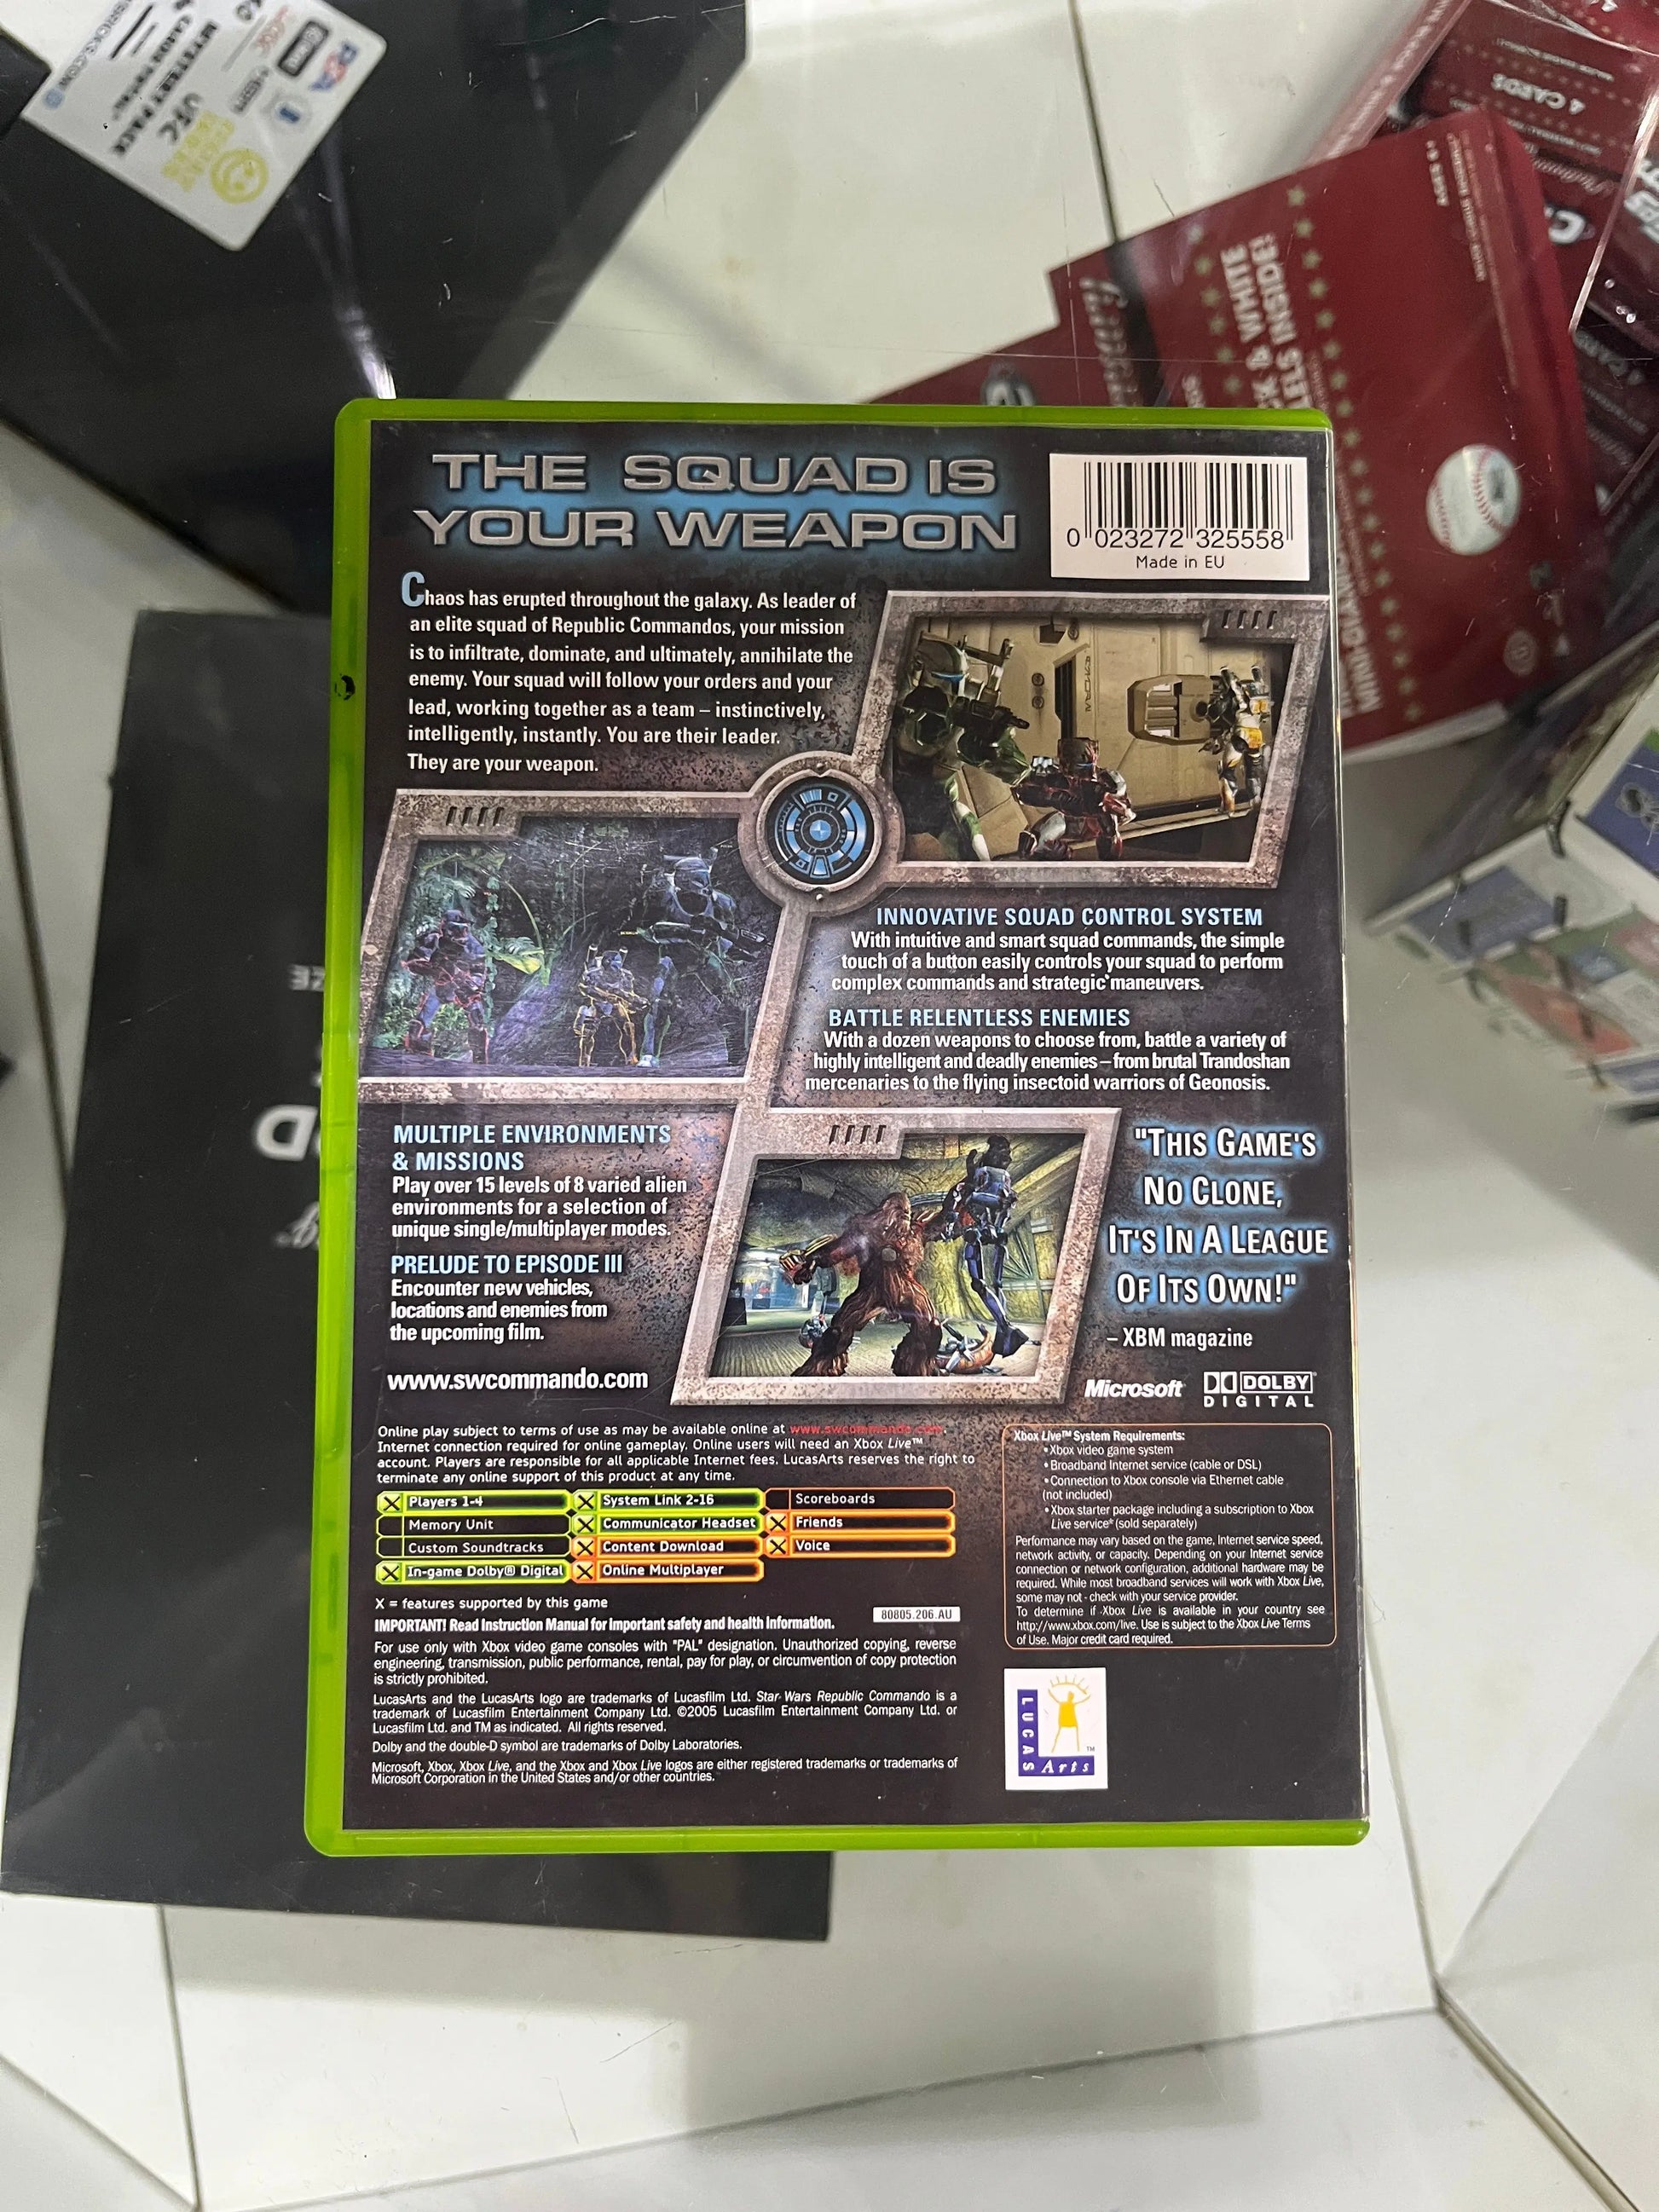 MYSTERY PACK
UFC
4 CARDS
THE SQUAD IS
YOUR WEAPON
0 023272 325558
Made in EU
Chaos has erupted throughout the galaxy. As leader of
an elite squad of Republic Commandos, your mission
is to infiltrate, dominate, and ultimately, annihilate the
enemy. Your squad will follow your orders and your
lead, working together as a team – instinctively,
intelligently, instantly. You are their leader.
They are your weapon.
INNOVATIVE SQUAD CONTROL SYSTEM
With intuitive and smart squad commands, the simple
touch of a button easily controls your squad to perform
complex commands and strategic maneuvers.
BATTLE RELENTLESS ENEMIES
With a dozen weapons to choose from, battle a variety of
highly intelligent and deadly enemies – from brutal Trandoshan
mercenaries to the flying insectoid warriors of Geonosis.
MULTIPLE ENVIRONMENTS
& MISSIONS
Play over 15 levels of 8 varied alien
environments for a selection of
unique single/multiplayer modes.
PRELUDE TO EPISODE III
Encounter new vehicles,
locations and enemies from
the upcoming film.
www.swcommando.com
"THIS GAME'S
NO CLONE,
IT'S IN A LEAGUE
OF ITS OWN!"
– XBM magazine
Microsoft
DOLBY
DIGITAL
Online play subject to terms of use as may be available online at www.swcommando.com.
Internet connection required for online gameplay. Online users will need an Xbox Live™
account. Players are responsible for all applicable Internet fees. LucasArts reserves the right to
terminate any online support of this product at any time.
X Players 1-4
X System Link 2-16
Scoreboards
Memory Unit
X Communicator Headset
X Friends
Custom Soundtracks
X Content Download
X Voice
X In-game Dolby® Digital
X Online Multiplayer
X = features supported by this game
80805.206.AU
IMPORTANT! Read Instruction Manual for important safety and health information.
For use only with Xbox video game consoles with "PAL" designation. Unauthorized copying, reverse
engineering, transmission, public performance, rental, pay for play, or circumvention of copy protection
is strictly prohibited.
LucasArts and the LucasArts logo are trademarks of Lucasfilm Ltd. Star Wars Republic Commando is a
trademark of Lucasfilm Entertainment Company Ltd. ©2005 Lucasfilm Entertainment Company Ltd. or
Lucasfilm Ltd. and TM as indicated. All rights reserved.
Dolby and the double-D symbol are trademarks of Dolby Laboratories.
Microsoft, Xbox, Xbox Live, and the Xbox and Xbox Live logos are either registered trademarks or trademarks of
Microsoft Corporation in the United States and/or other countries.
Xbox Live™ System Requirements:
• Xbox video game system
• Broadband Internet service (cable or DSL)
• Connection to Xbox console via Ethernet cable
(not included)
• Xbox starter package including a subscription to Xbox
Live service* (sold separately)
Performance may vary based on the game, Internet service speed,
network activity, or capacity. Depending on your Internet service
connection or network configuration, additional hardware may be
required. While most broadband services will work with Xbox Live,
some may not - check with your service provider.
To determine if Xbox Live is available in your country see
http://www.xbox.com/live. Use is subject to the Xbox Live Terms
of Use. Major credit card required.
LUCAS
Arts
TM